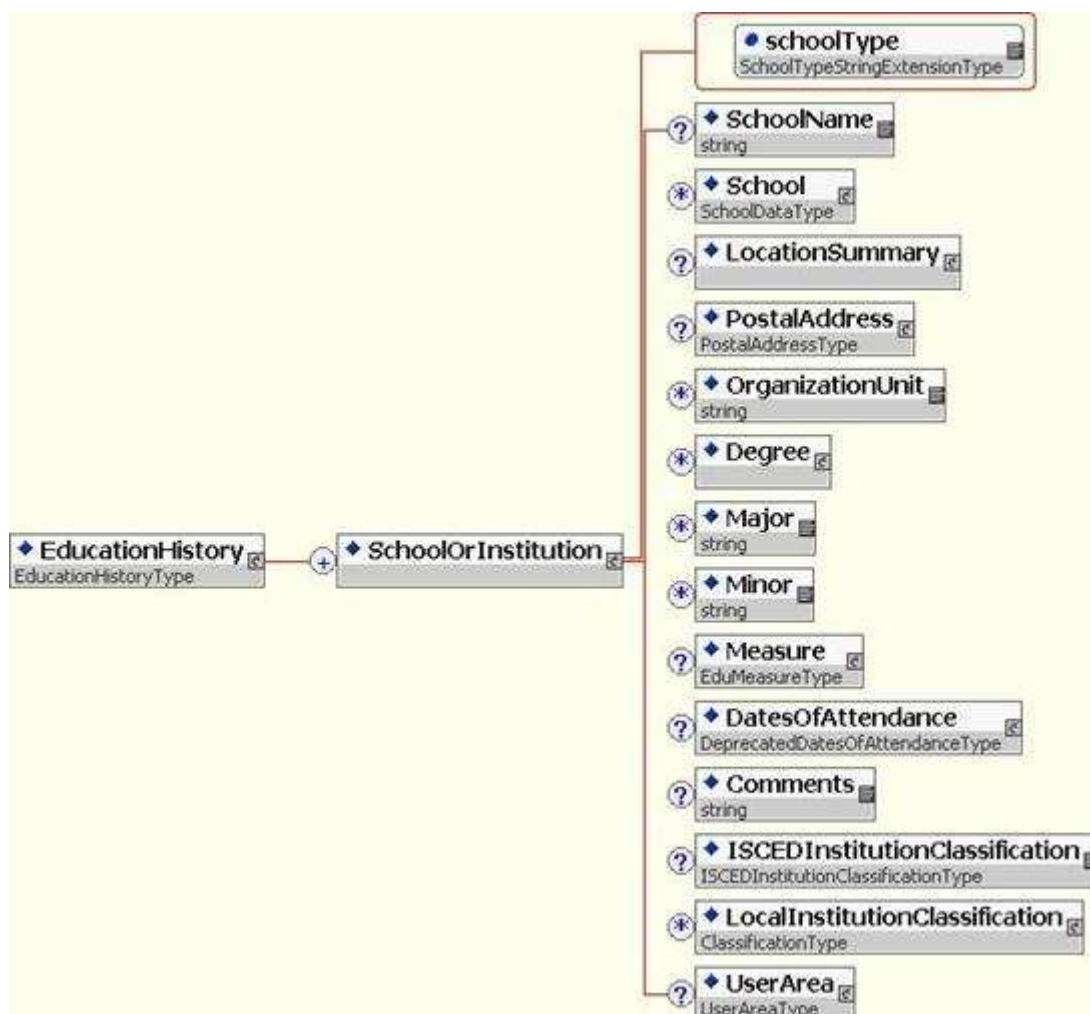 schoolType
SchoolTypeStringExtensionType
? SchoolName
string
* School
SchoolDataType
? LocationSummary
? PostalAddress
PostalAddressType
* OrganizationUnit
string
* Degree
* Major
string
EducationHistory
EducationHistoryType
+ SchoolOrInstitution
* Minor
string
? Measure
EduMeasureType
? DatesOfAttendance
DeprecatedDatesOfAttendanceType
? Comments
string
? ISCEDInstitutionClassification
ISCEDInstitutionClassificationType
* LocalInstitutionClassification
ClassificationType
? UserArea
UserAreaType